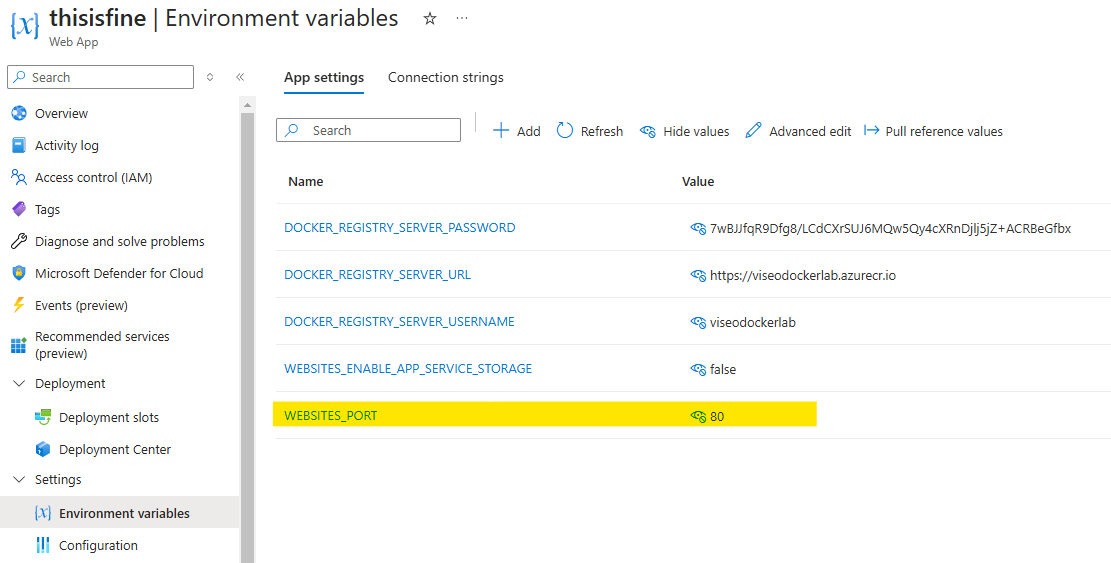 thisisfine | Environment variables
Web App
Search
Overview
Activity log
Access control (IAM)
Tags
Diagnose and solve problems
Microsoft Defender for Cloud
Events (preview)
Recommended services
(preview)
Deployment
Deployment slots
Deployment Center
Settings
Environment variables
Configuration
App settings Connection strings
Search Add Refresh Hide values Advanced edit Pull reference values
Name Value
DOCKER_REGISTRY_SERVER_PASSWORD 7wBJJfqR9Dfg8/LCdCXrSUJ6MQw5Qy4cXRnDjlj5jZ+ACRBeGfbx
DOCKER_REGISTRY_SERVER_URL https://viseodockerlab.azurecr.io
DOCKER_REGISTRY_SERVER_USERNAME viseodockerlab
WEBSITES_ENABLE_APP_SERVICE_STORAGE false
WEBSITES_PORT 80